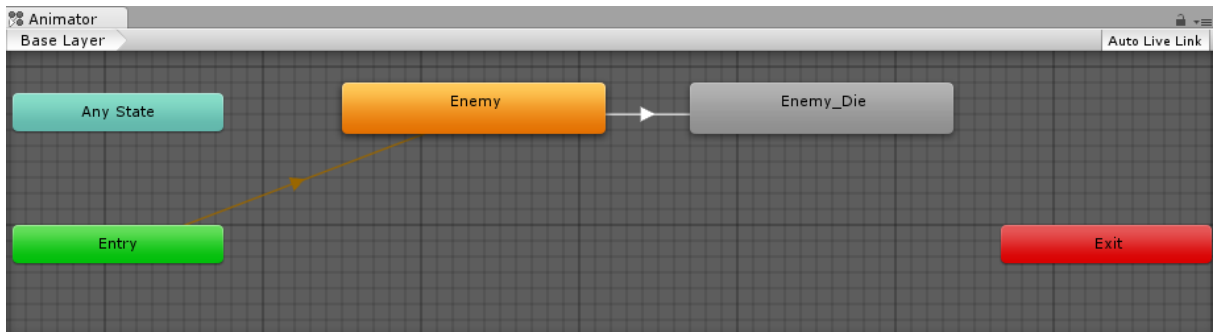 Animator
Base Layer
Auto Live Link
Any State
Enemy
Enemy_Die
Entry
Exit